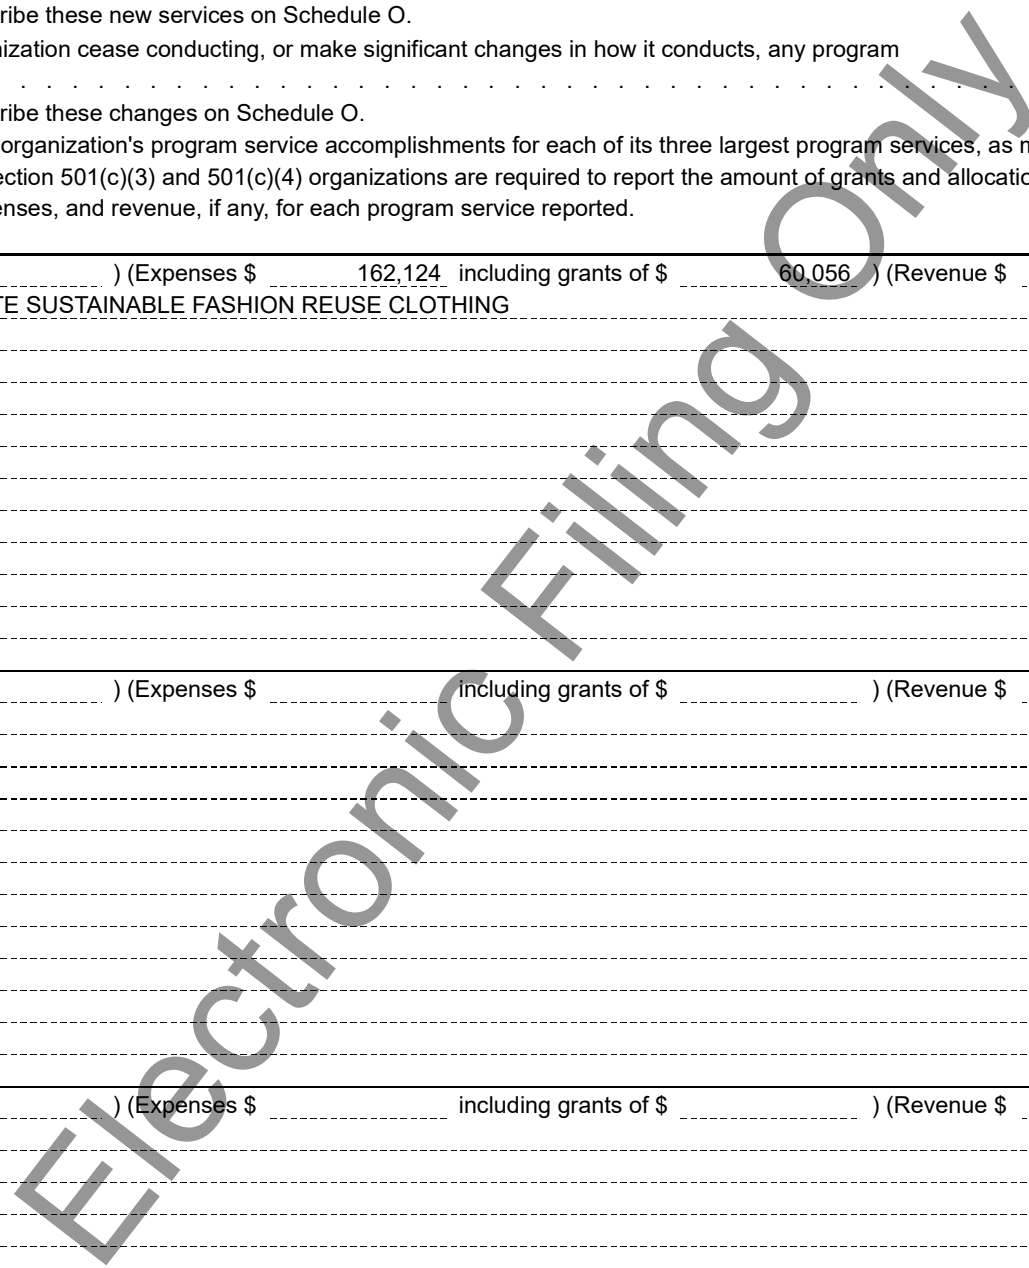 ribe these new services on Schedule O.
nization cease conducting, or make significant changes in how it conducts, any program
. . . . . . . . . . . . . . . . . . . . . . . . . . . . . . . . . . . . . . .
ribe these changes on Schedule O.
organization's program service accomplishments for each of its three largest program services, as m
ection 501(c)(3) and 501(c)(4) organizations are required to report the amount of grants and allocatio
enses, and revenue, if any, for each program service reported.
) (Expenses $ 162,124 including grants of $ 60,056 ) (Revenue $
TE SUSTAINABLE FASHION REUSE CLOTHING
) (Expenses $ including grants of $ ) (Revenue $
) (Expenses $ including grants of $ ) (Revenue $
Electronic Filing Only